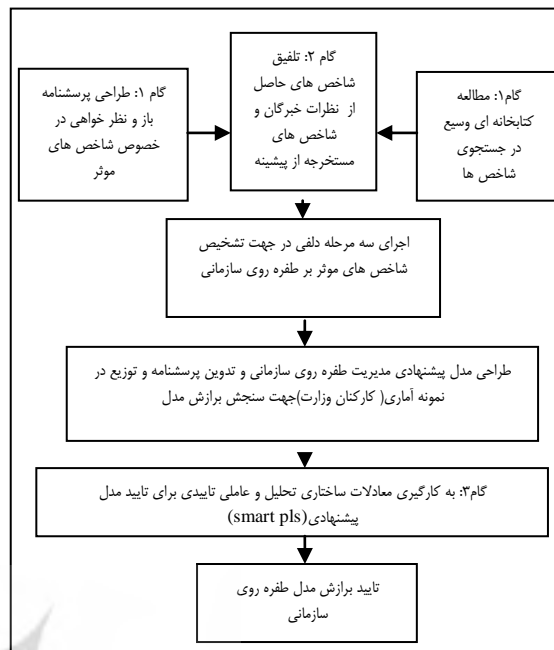 گام ۱: مطالعه
کتابخانه ای وسیع
در جستجوی
شاخص ها
گام ۲: تلفیق
شاخص های حاصل
از نظرات خبرگان و
شاخص های
مستخرجه از پیشینه
گام ۱: طراحی پرسشنامه
باز و نظر خواهی در
خصوص شاخص های
موثر
اجرای سه مرحله دلفی در جهت تشخیص
شاخص های موثر بر طفره روی سازمانی
طراحی مدل پیشنهادی مدیریت طفره روی سازمانی و تدوین پرسشنامه و توزیع در
نمونه آماری( کارکنان وزارت)جهت سنجش برازش مدل
گام۳: به کارگیری معادلات ساختاری تحلیل و عاملی تاییدی برای تایید مدل
پیشنهادی(smart pls)
تایید برازش مدل طفره روی
سازمانی